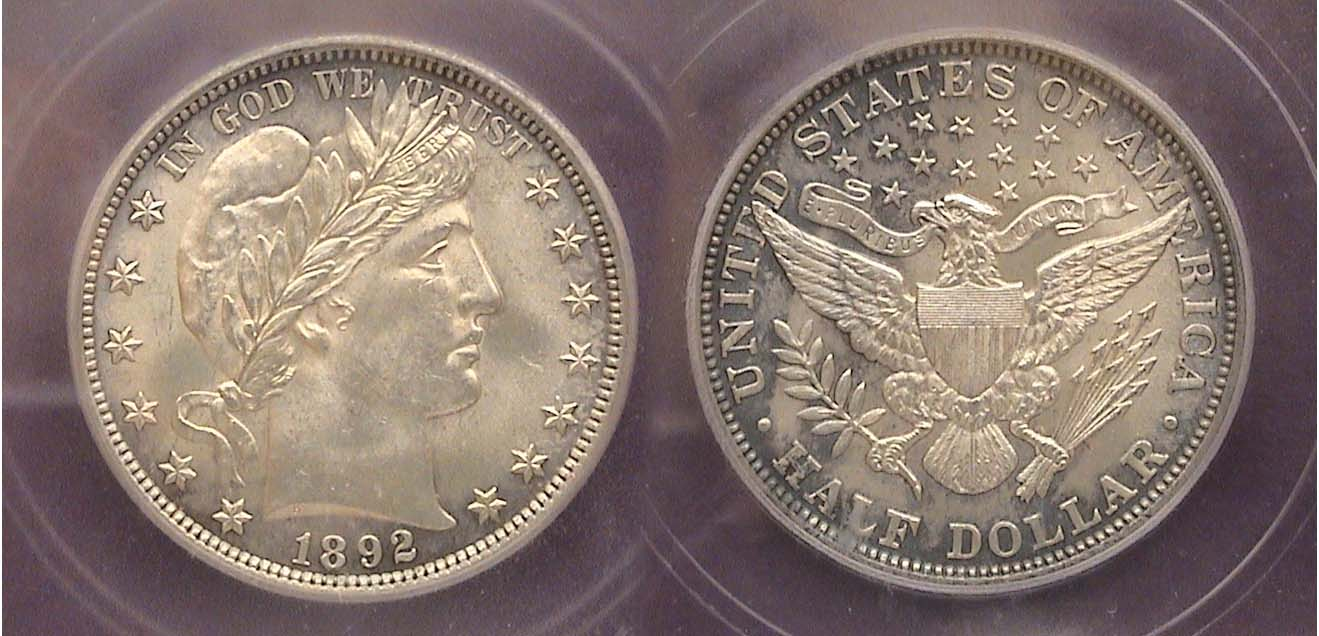 IN GOD WE TRUST
LIBERTY
1892
UNITED STATES OF AMERICA
E PLURIBUS UNUM
HALF DOLLAR